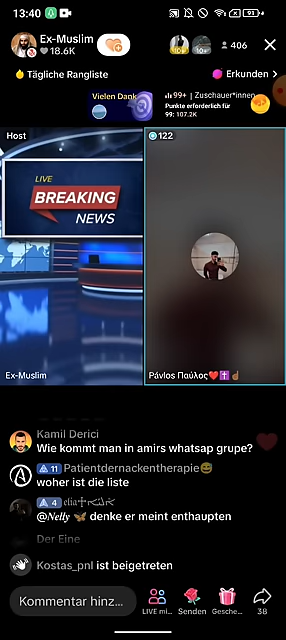 13:40
91
Ex-Muslim
18.6K
406
Tägliche Rangliste
Erkunden >
Vielen Dank
99+ | Zuschauer*innen
Punkte erforderlich für
99: 107.2K
Host
122
LIVE
BREAKING
NEWS
Ex-Muslim
Pávlos Παύλος❤️✝️☝🏾
Kamil Derici
Wie kommt man in amirs whatsap grupe?
11 Patientdernackentherapie😅
woher ist die liste
4
@Nelly 🦋 denke er meint enthaupten
Der Eine
Kostas_pnl ist beigetreten
Kommentar hinz...
LIVE mi...
Senden
Gesche...
38